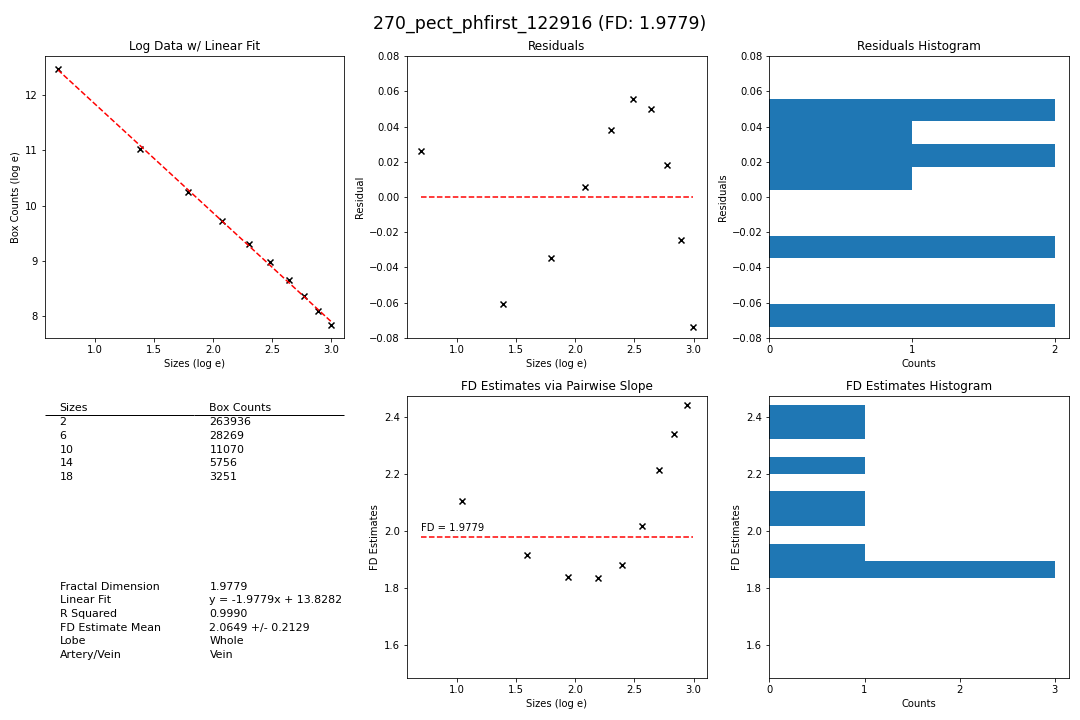 270_pect_phfirst_122916 (FD: 1.9779)
Log Data w/ Linear Fit
Box Counts (log e)
12
11
10
9
8
1.0 1.5 2.0 2.5 3.0
Sizes (log e)
Residuals
Residual
0.08
0.06
0.04
0.02
0.00
−0.02
−0.04
−0.06
−0.08
1.0 1.5 2.0 2.5 3.0
Sizes (log e)
Residuals Histogram
Residuals
0.08
0.06
0.04
0.02
0.00
−0.02
−0.04
−0.06
−0.08
0 1 2
Counts
Sizes Box Counts
2 263936
6 28269
10 11070
14 5756
18 3251
Fractal Dimension 1.9779
Linear Fit y = -1.9779x + 13.8282
R Squared 0.9990
FD Estimate Mean 2.0649 +/- 0.2129
Lobe Whole
Artery/Vein Vein
FD Estimates via Pairwise Slope
FD Estimates
2.4
2.2
2.0
1.8
1.6
FD = 1.9779
1.0 1.5 2.0 2.5 3.0
Sizes (log e)
FD Estimates Histogram
FD Estimates
2.4
2.2
2.0
1.8
1.6
0 1 2 3
Counts